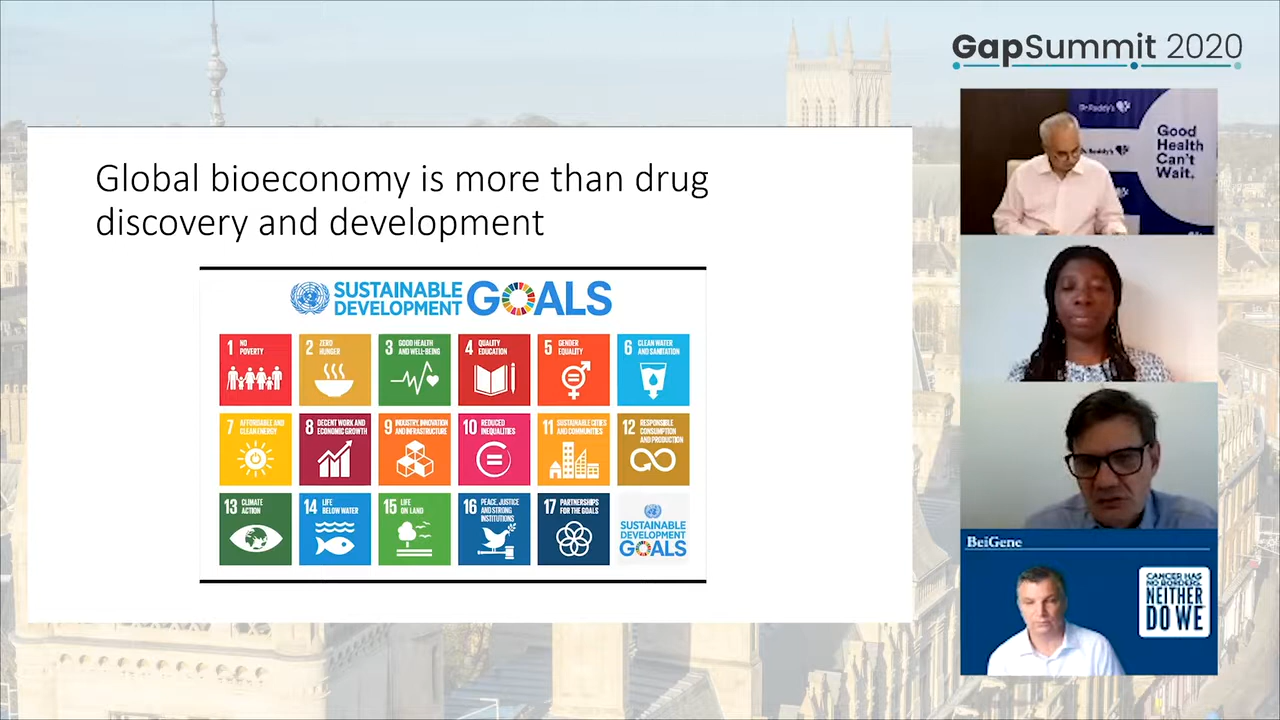 GapSummit 2020
Global bioeconomy is more than drug
discovery and development
SUSTAINABLE
DEVELOPMENT GOALS
1 NO
POVERTY
2 ZERO
HUNGER
3 GOOD HEALTH
AND WELL-BEING
4 QUALITY
EDUCATION
5 GENDER
EQUALITY
6 CLEAN WATER
AND SANITATION
7 AFFORDABLE AND
CLEAN ENERGY
8 DECENT WORK AND
ECONOMIC GROWTH
9 INDUSTRY, INNOVATION
AND INFRASTRUCTURE
10 REDUCED
INEQUALITIES
11 SUSTAINABLE CITIES
AND COMMUNITIES
12 RESPONSIBLE
CONSUMPTION
AND PRODUCTION
13 CLIMATE
ACTION
14 LIFE
BELOW WATER
15 LIFE
ON LAND
16 PEACE, JUSTICE
AND STRONG
INSTITUTIONS
17 PARTNERSHIPS
FOR THE GOALS
SUSTAINABLE
DEVELOPMENT
GOALS
Dr.Reddy's
Dr.Reddy's
Good
Health
Can't
Wait.
BeiGene
CANCER HAS
NO BORDERS.
NEITHER
DO WE